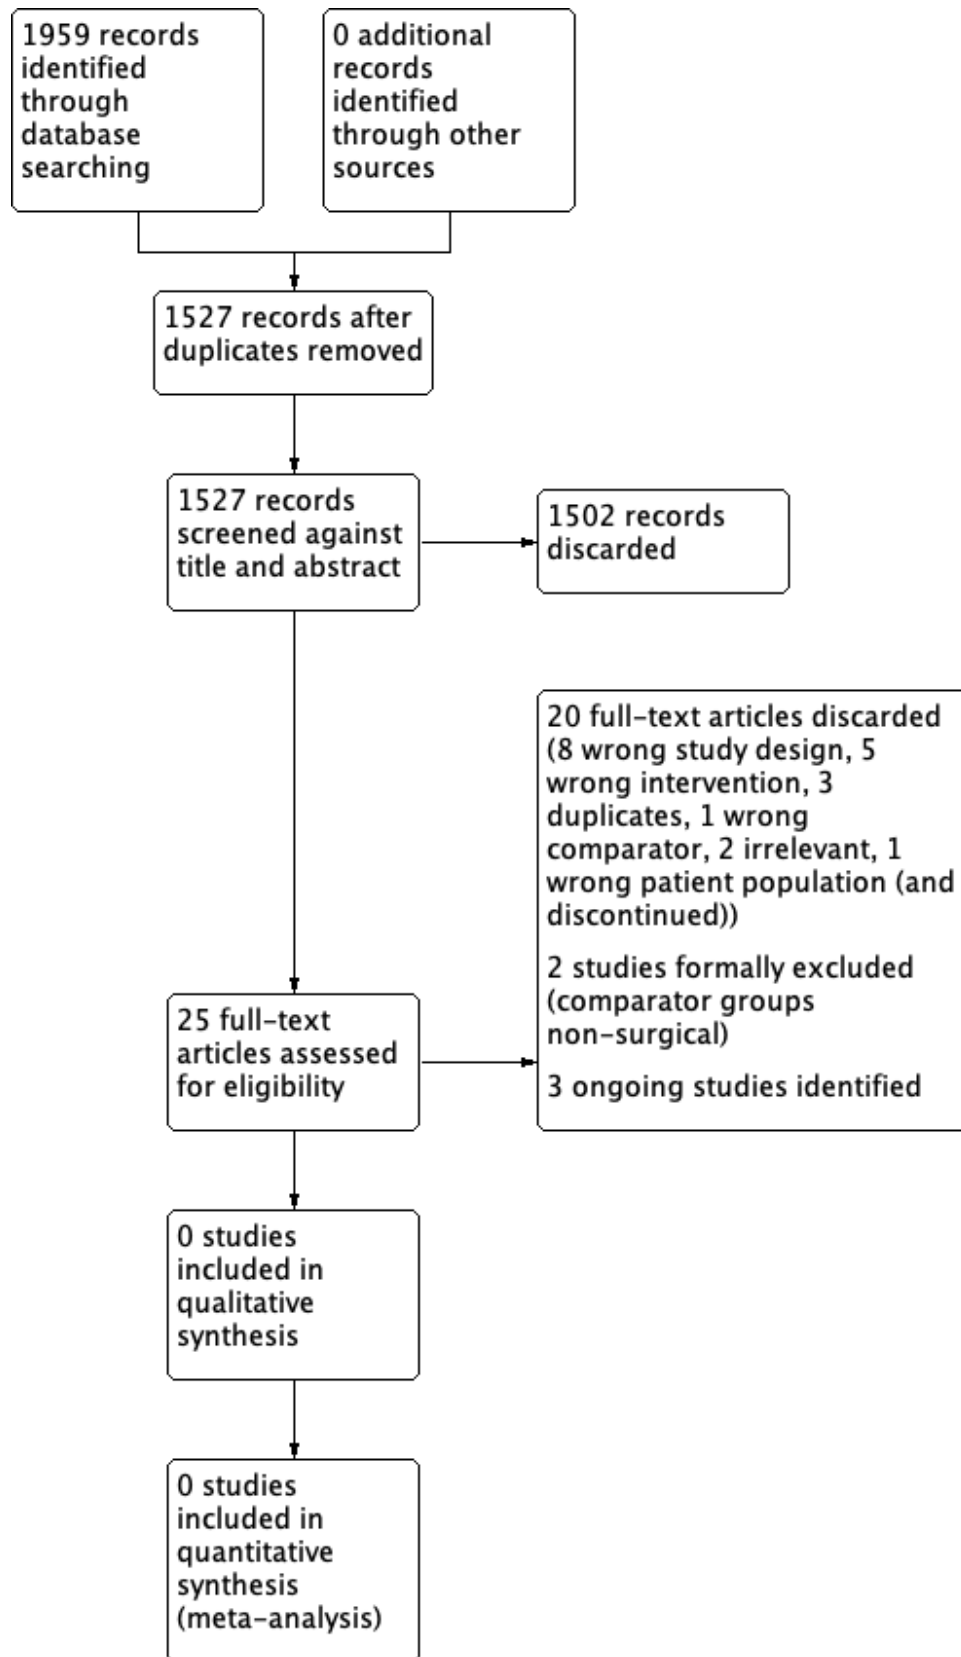 1959 records
identified
through
database
searching
0 additional
records
identified
through other
sources
1527 records after
duplicates removed
1527 records
screened against
title and abstract
1502 records
discarded
20 full-text articles discarded
(8 wrong study design, 5
wrong intervention, 3
duplicates, 1 wrong
comparator, 2 irrelevant, 1
wrong patient population (and
discontinued))
2 studies formally excluded
(comparator groups
non-surgical)
3 ongoing studies identified
25 full-text
articles assessed
for eligibility
0 studies
included in
qualitative
synthesis
0 studies
included in
quantitative
synthesis
(meta-analysis)